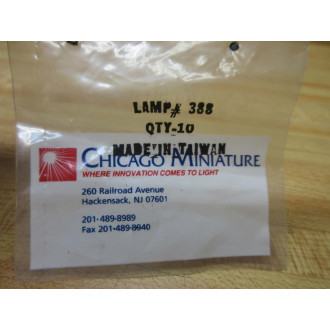 LAMP# 388
QTY-10
MADE IN TAIWAN
CHICAGO MINIATURE
WHERE INNOVATION COMES TO LIGHT
260 Railroad Avenue
Hackensack, NJ 07601
201-489-8989
Fax 201-489-8940